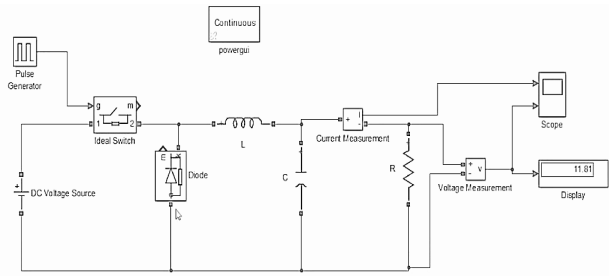 Continuous
powergui
Pulse
Generator
g m
1 2
Ideal Switch
DC Voltage Source
E
Diode
L
C
I
Current Measurement
R
v
Voltage Measurement
Scope
11.81
Display